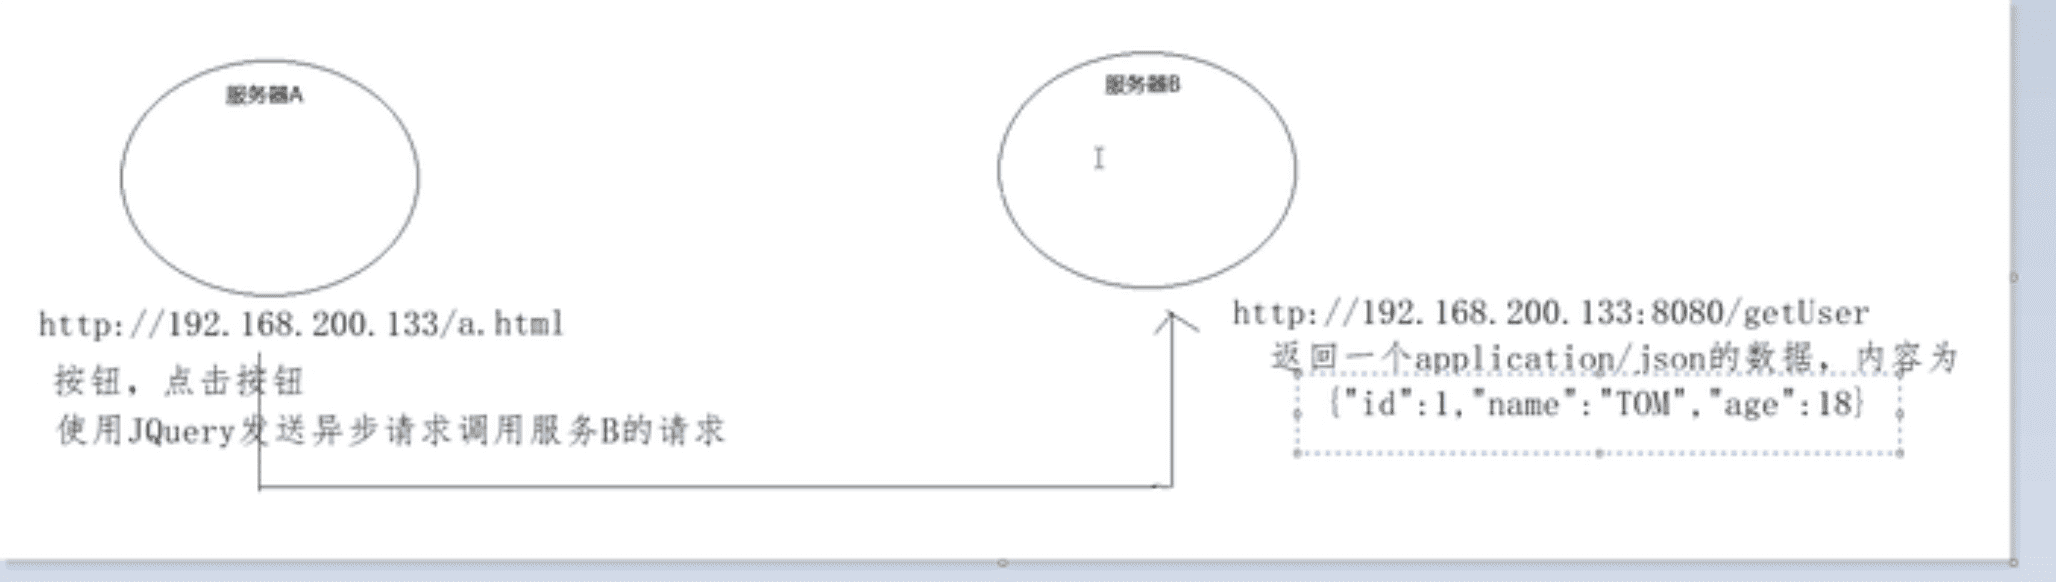 服务器A
服务器B
http://192.168.200.133/a.html
按钮，点击按钮
使用JQuery发送异步请求调用服务B的请求
http://192.168.200.133:8080/getUser
返回一个application/json的数据，内容为
{"id":1,"name":"TOM","age":18}